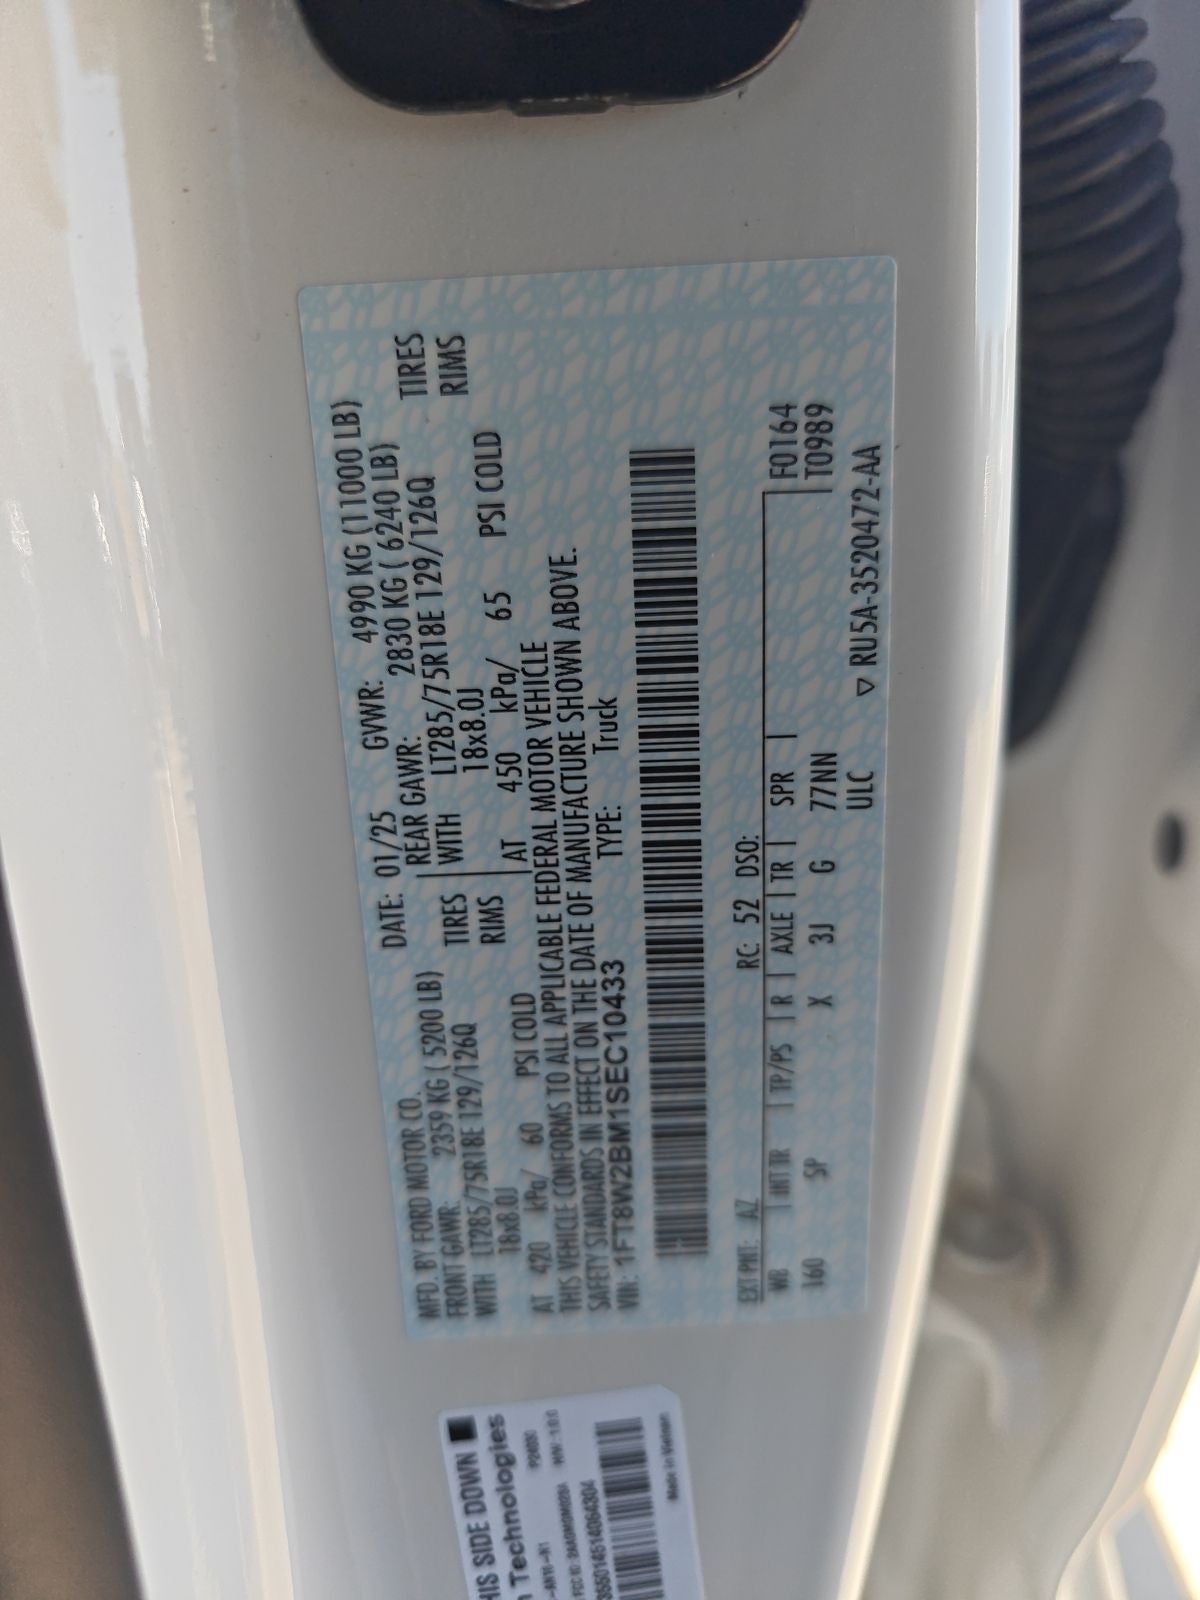 MFD. BY FORD MOTOR CO. DATE: 01/25 GVWR: 4990 KG (11000 LB)
FRONT GAWR: 2359 KG ( 5200 LB) REAR GAWR: 2830 KG ( 6240 LB)
WITH LT285/75R18E 129/126Q TIRES WITH LT285/75R18E 129/126Q TIRES
18x8.0J RIMS 18x8.0J RIMS
AT 420 kPa/ 60 PSI COLD AT 450 kPa/ 65 PSI COLD
THIS VEHICLE CONFORMS TO ALL APPLICABLE FEDERAL MOTOR VEHICLE
SAFETY STANDARDS IN EFFECT ON THE DATE OF MANUFACTURE SHOWN ABOVE.
VIN: 1FT8W2BM1SEC10433 TYPE: Truck
EXT PNT: AZ RC: 52 DSO: F0164
WB | INT TR | TP/PS | R | AXLE | TR | SPR | T0989
160 SP X 3J G 77NN
ULC ▽ RU5A-3520472-AA
HIS SIDE DOWN
Technologies
HW: 1.0.0
Made in Vietnam